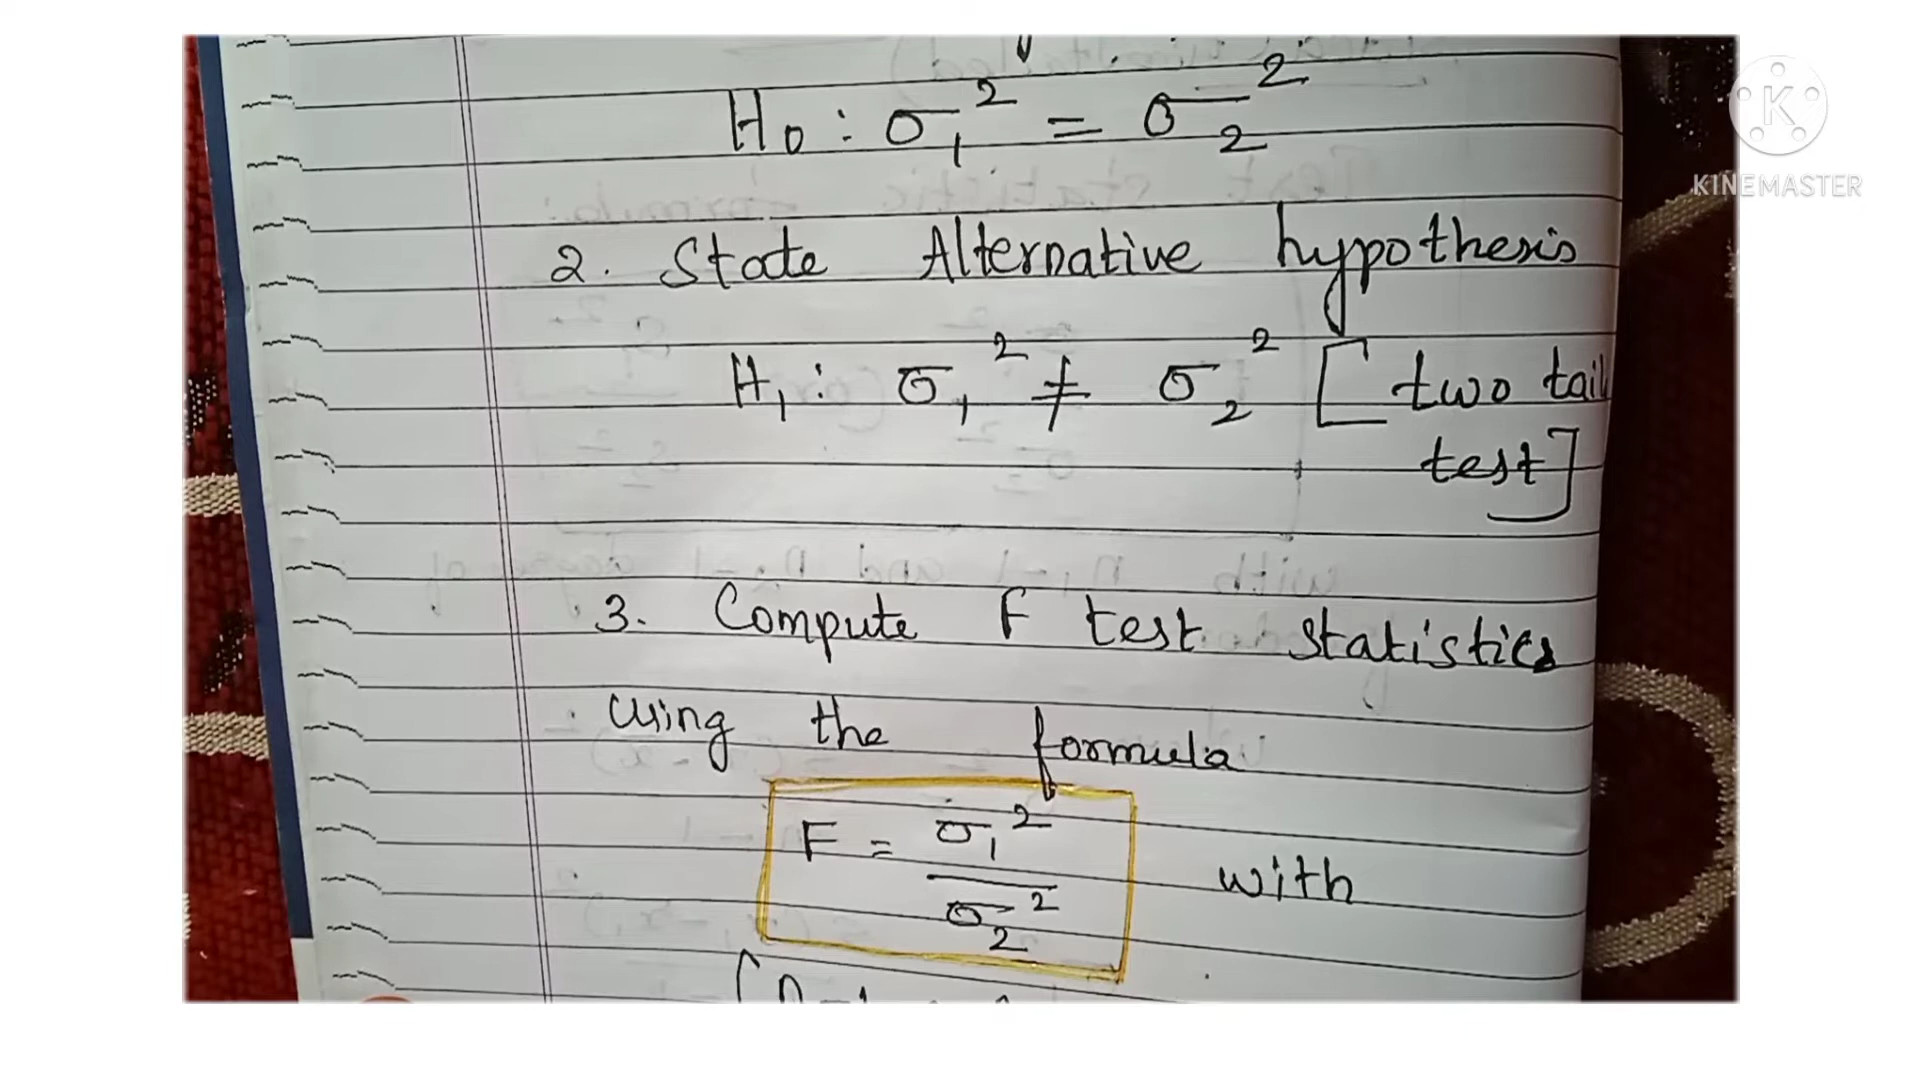 H₀ : σ₁² = σ₂²
2. State Alternative hypothesis
H₁ : σ₁² ≠ σ₂² [two tail
test]
3. Compute F test statistics
using the formula
F = σ₁²
σ₂²
with
KINEMASTER